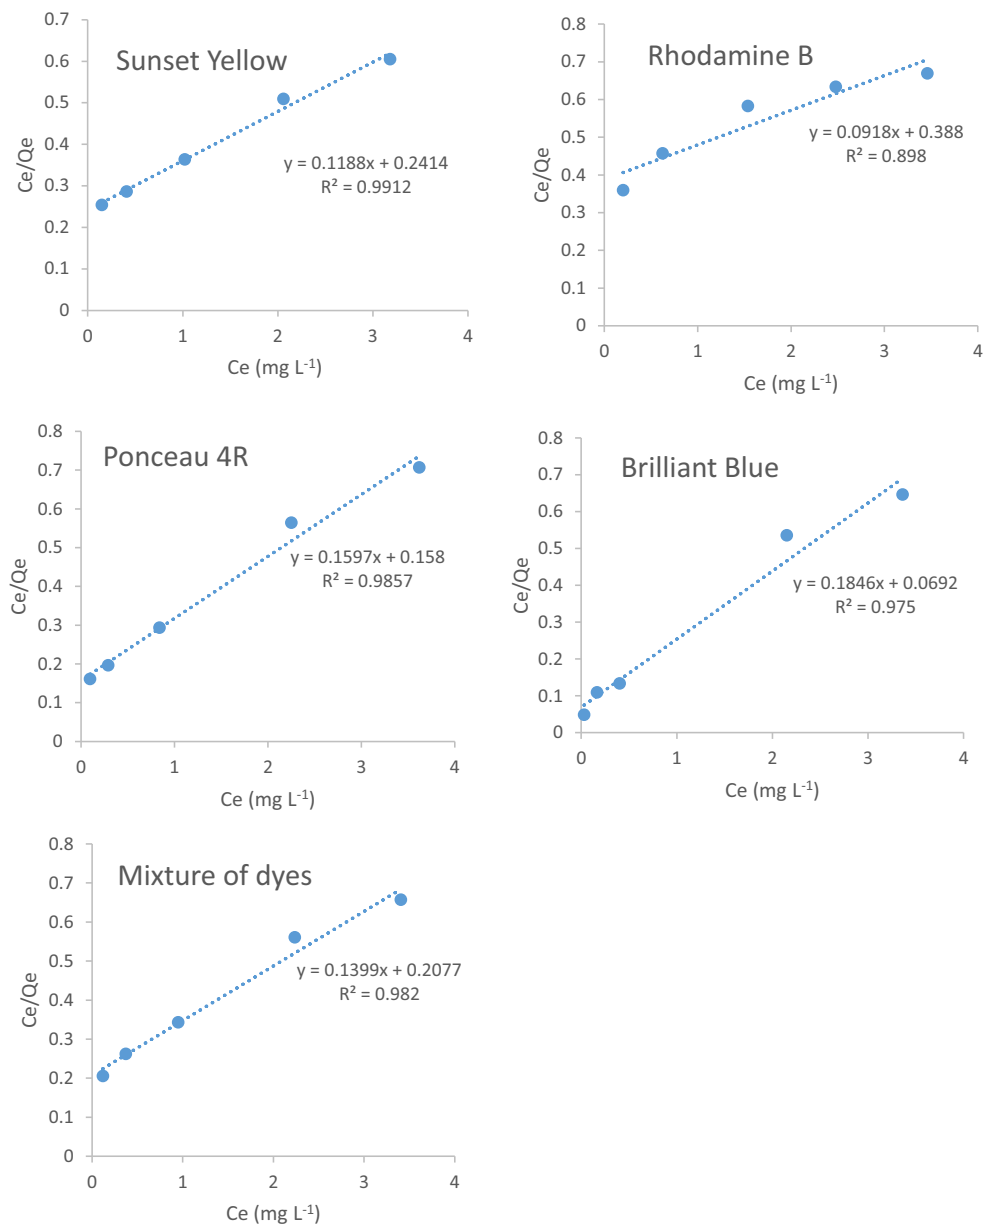 Sunset Yellow
Ce/Qe
0.7
0.6
0.5
0.4
0.3
0.2
0.1
0
y = 0.1188x + 0.2414
R² = 0.9912
0 1 2 3 4
Ce (mg L⁻¹)
Rhodamine B
Ce/Qe
0.8
0.7
0.6
0.5
0.4
0.3
0.2
0.1
0
y = 0.0918x + 0.388
R² = 0.898
0 1 2 3 4
Ce (mg L⁻¹)
Ponceau 4R
Ce/Qe
0.8
0.7
0.6
0.5
0.4
0.3
0.2
0.1
0
y = 0.1597x + 0.158
R² = 0.9857
0 1 2 3 4
Ce (mg L⁻¹)
Brilliant Blue
Ce/Qe
0.8
0.7
0.6
0.5
0.4
0.3
0.2
0.1
0
y = 0.1846x + 0.0692
R² = 0.975
0 1 2 3 4
Ce (mg L⁻¹)
Mixture of dyes
Ce/Qe
0.8
0.7
0.6
0.5
0.4
0.3
0.2
0.1
0
y = 0.1399x + 0.2077
R² = 0.982
0 1 2 3 4
Ce (mg L⁻¹)